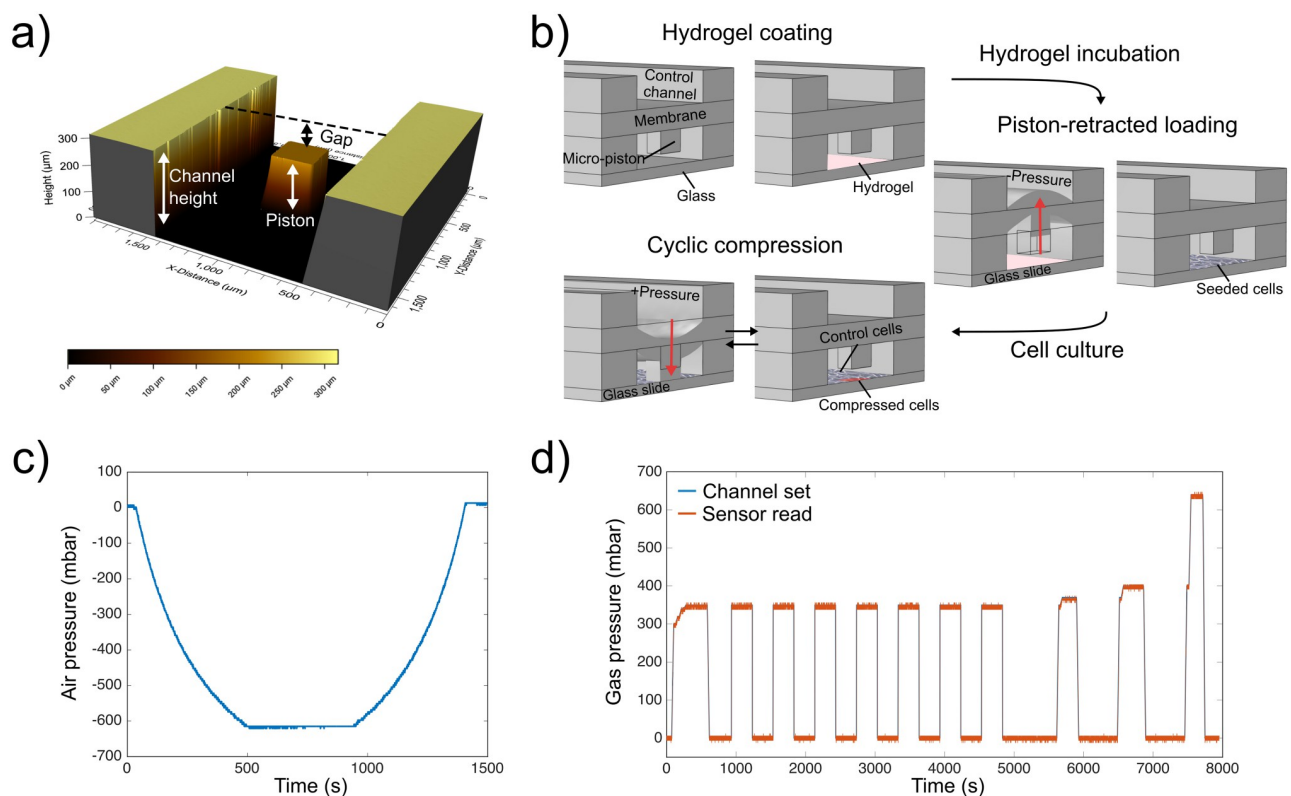 a)
Height (µm)
300
200
100
0
Channel
height
Gap
Piston
1,500
1,000
500
0
X-Distance (µm)
0
500
1,000
1,500
Y-Distance (µm)
0 µm
50 µm
100 µm
150 µm
200 µm
250 µm
300 µm
b)
Hydrogel coating
Control
channel
Membrane
Micro-piston
Glass
Hydrogel
Hydrogel incubation
Piston-retracted loading
-Pressure
Glass slide
Seeded cells
Cell culture
Cyclic compression
+Pressure
Glass slide
Control cells
Compressed cells
c)
Air pressure (mbar)
100
0
-100
-200
-300
-400
-500
-600
-700
0
500
1000
1500
Time (s)
d)
Gas pressure (mbar)
700
600
500
400
300
200
100
0
Channel set
Sensor read
0
1000
2000
3000
4000
5000
6000
7000
8000
Time (s)